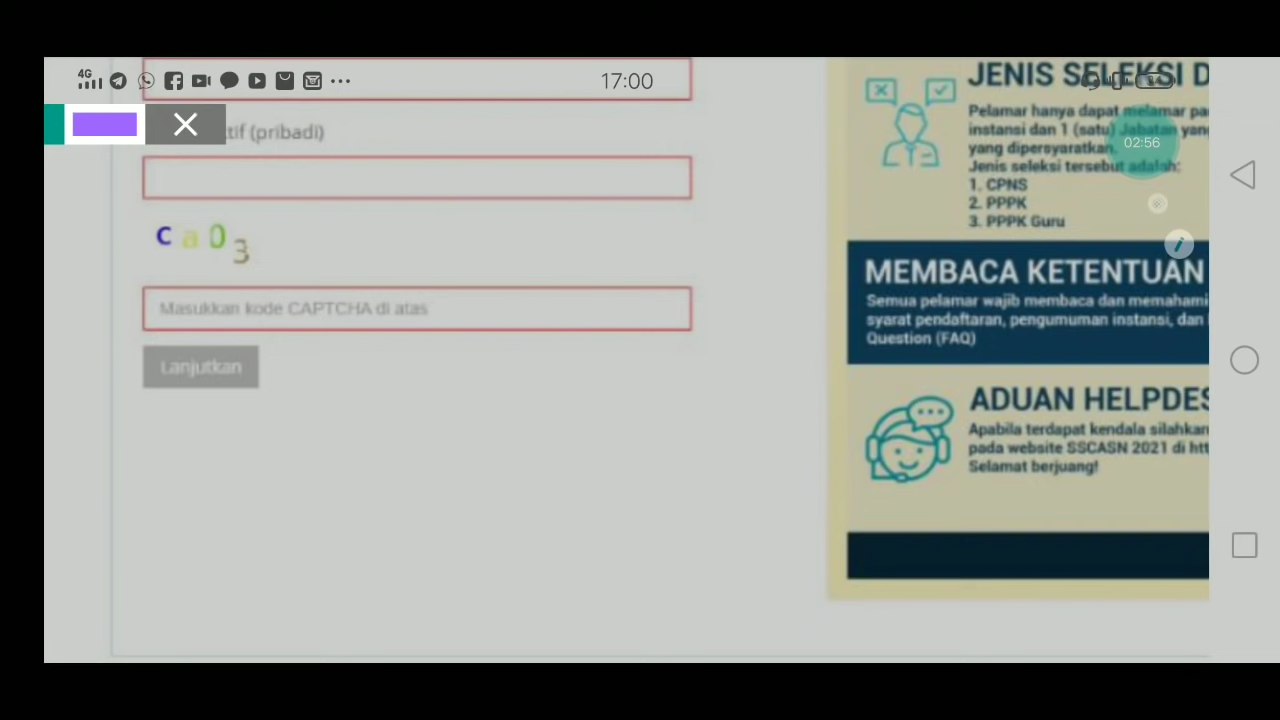 4G
17:00
tif (pribadi)
ca03
Masukkan kode CAPTCHA di atas
Lanjutkan
JENIS SELEKSI D
Pelamar hanya dapat melamar pa
instansi dan 1 (satu) Jabatan yang
yang dipersyaratkan.
Jenis seleksi tersebut adalah:
1. CPNS
2. PPPK
3. PPPK Guru
02:56
MEMBACA KETENTUAN
Semua pelamar wajib membaca dan memahami
syarat pendaftaran, pengumuman instansi, dan
Question (FAQ)
ADUAN HELPDES
Apabila terdapat kendala silahkan
pada website SSCASN 2021 di htt
Selamat berjuang!